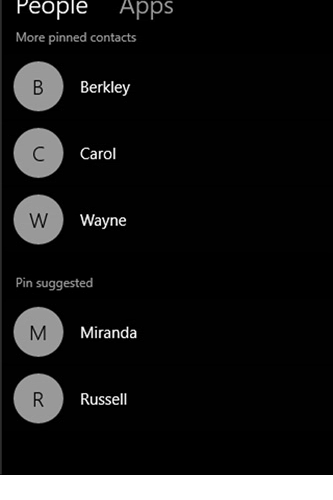 People Apps
More pinned contacts
B Berkley
C Carol
W Wayne
Pin suggested
M Miranda
R Russell